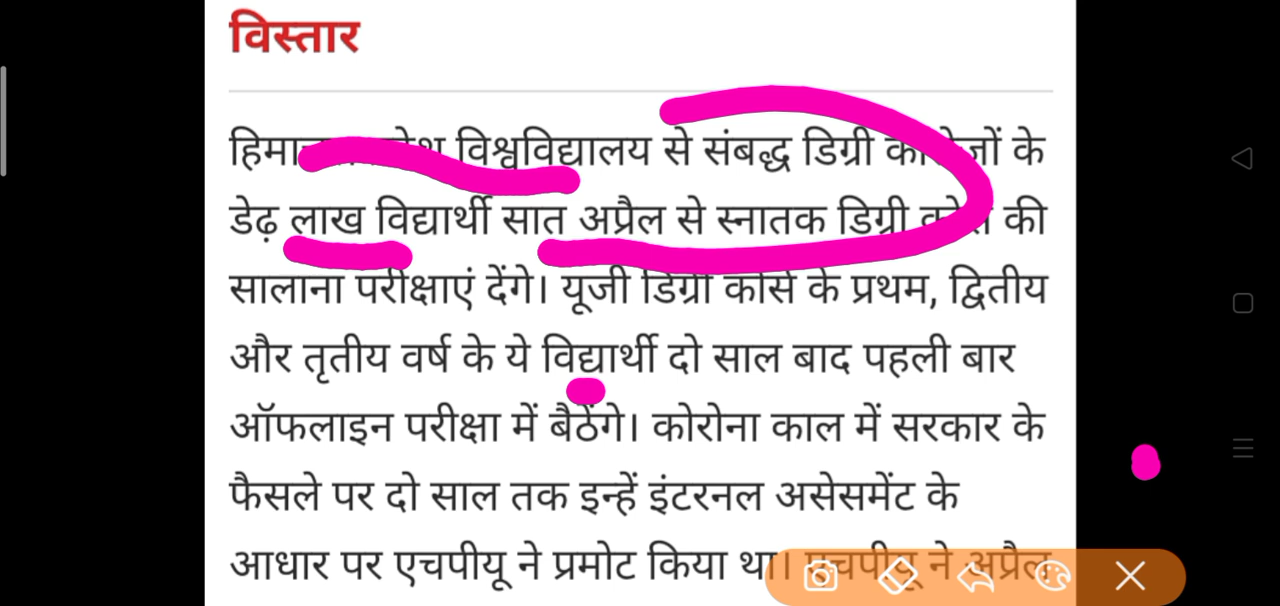 विस्तार
विश्वविद्यालय से संबद्ध डिग्री के
डेढ़ लाख विद्यार्थी सात अप्रैल से स्नातक डिग्री की
सालाना परीक्षाएं देंगे। यूजी डिग्री कोर्स के प्रथम, द्वितीय
और तृतीय वर्ष के ये विद्यार्थी दो साल बाद पहली बार
ऑफलाइन परीक्षा में बैठेंगे। कोरोना काल में सरकार के
फैसले पर दो साल तक इन्हें इंटरनल असेसमेंट के
आधार पर एचपीयू ने प्रमोट किया था। एचपीयू ने अप्रैल